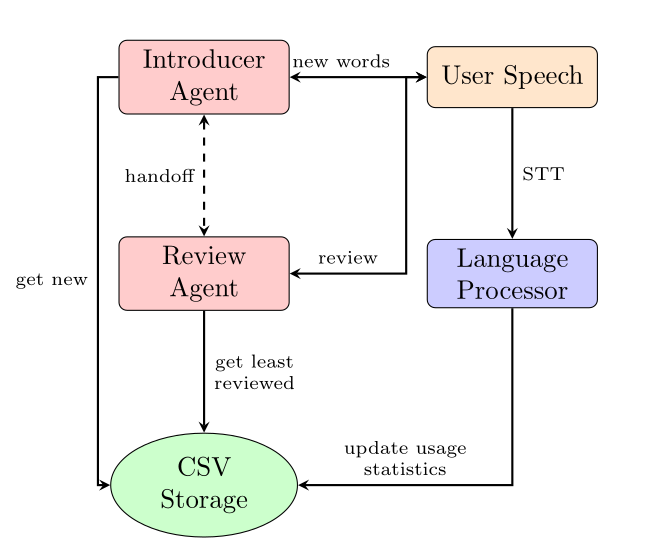 Introducer
Agent
new words
User Speech
handoff
STT
Review
Agent
review
Language
Processor
get new
get least
reviewed
update usage
statistics
CSV
Storage